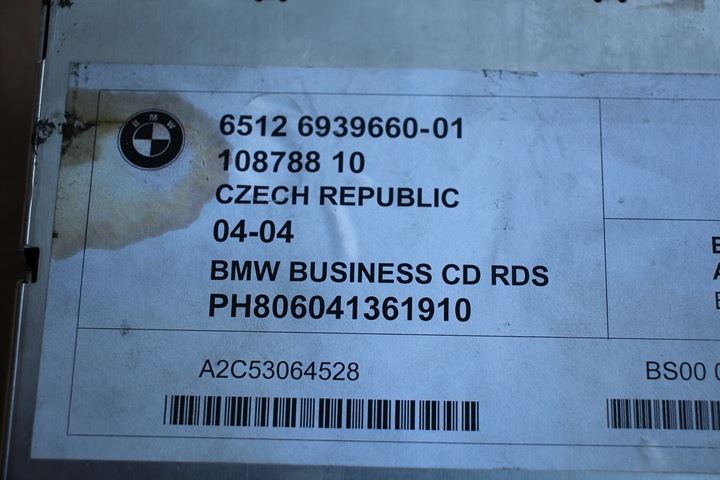 BMW
6512 6939660-01
108788 10
CZECH REPUBLIC
04-04
BMW BUSINESS CD RDS
PH806041361910
A2C53064528
BS00